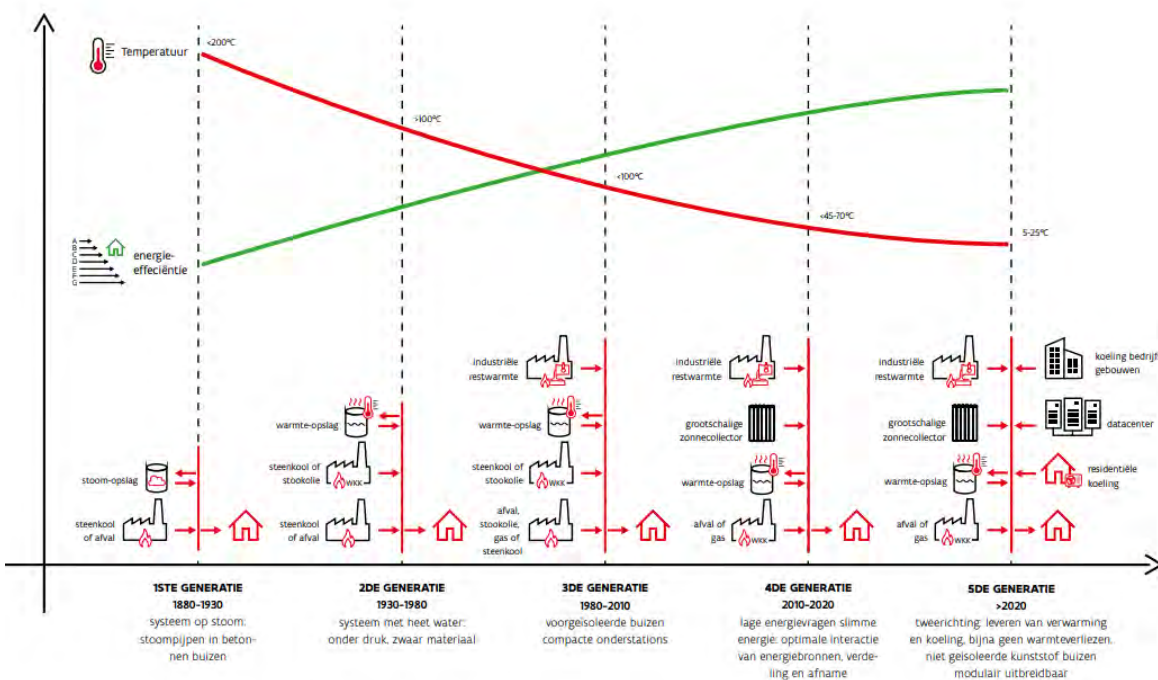 Temperatuur
<200°C
>100°C
<100°C
<45-70°C
5-25°C
A
B
C
D
E
F
G
energie-
effeciëntie
stoom-opslag
steenkool
of afval
warmte-opslag
steenkool of
stookolie
WKK
steenkool
of afval
industriële
restwarmte
warmte-opslag
steenkool of
stookolie
WKK
afval,
stookolie,
gas of
steenkool
industriële
restwarmte
grootschalige
zonnecollector
warmte-opslag
afval of
gas
WKK
industriële
restwarmte
grootschalige
zonnecollector
warmte-opslag
afval of
gas
WKK
koeling bedrijf
gebouwen
datacenter
residentiële
koeling
1STE GENERATIE
1880-1930
systeem op stoom:
stoompijpen in beton-
nen buizen
2DE GENERATIE
1930-1980
systeem met heet water:
onder druk, zwaar materiaal
3DE GENERATIE
1980-2010
voorgeïsoleerde buizen
compacte onderstations
4DE GENERATIE
2010-2020
lage energievragen slimme
energie: optimale interactie
van energiebronnen, verde-
ling en afname
5DE GENERATIE
>2020
tweerichting: leveren van verwarming
en koeling, bijna geen warmteverliezen.
niet geïsoleerde kunststof buizen
modulair uitbreidbaar